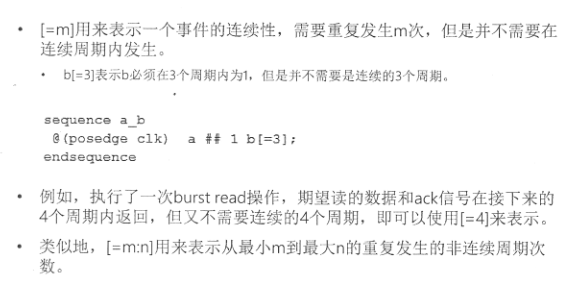 • [=m]用来表示一个事件的连续性，需要重复发生m次，但是并不需要在
连续周期内发生。
• b[=3]表示b必须在3个周期内为1，但是并不需要是连续的3个周期。
sequence a_b
@(posedge clk) a ## 1 b[=3];
endsequence
• 例如，执行了一次burst read操作，期望读的数据和ack信号在接下来的
4个周期内返回，但又不需要连续的4个周期，即可以使用[=4]来表示。
• 类似地，[=m:n]用来表示从最小m到最大n的重复发生的非连续周期次
数。